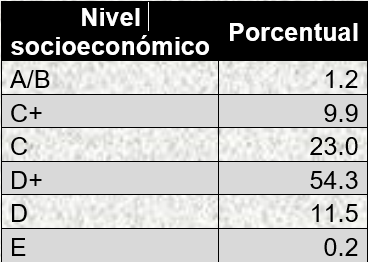 Nivel
socioeconómico Porcentual
A/B 1.2
C+ 9.9
C 23.0
D+ 54.3
D 11.5
E 0.2